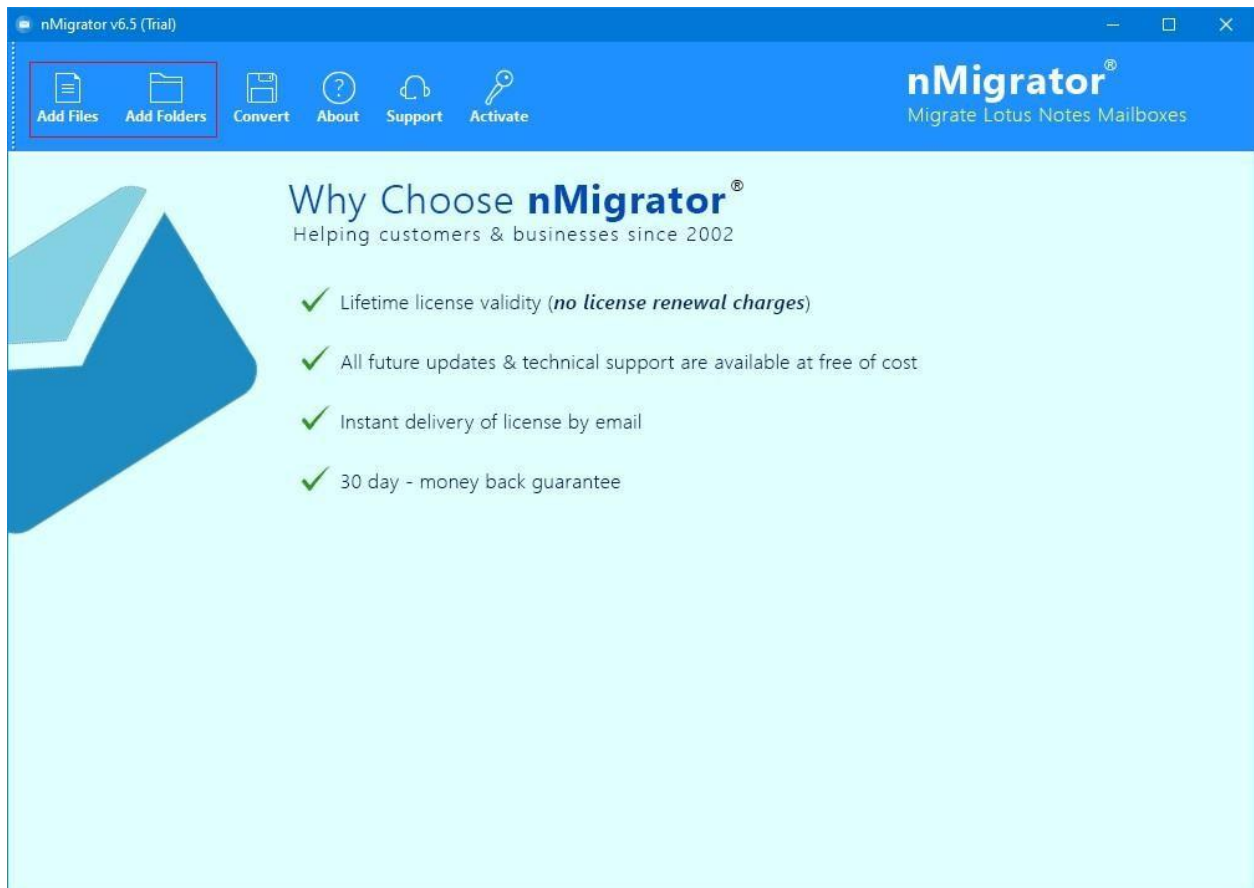 nMigrator v6.5 (Trial)
Add Files Add Folders Convert About Support Activate
nMigrator®
Migrate Lotus Notes Mailboxes
Why Choose nMigrator®
Helping customers & businesses since 2002
Lifetime license validity (no license renewal charges)
All future updates & technical support are available at free of cost
Instant delivery of license by email
30 day - money back guarantee